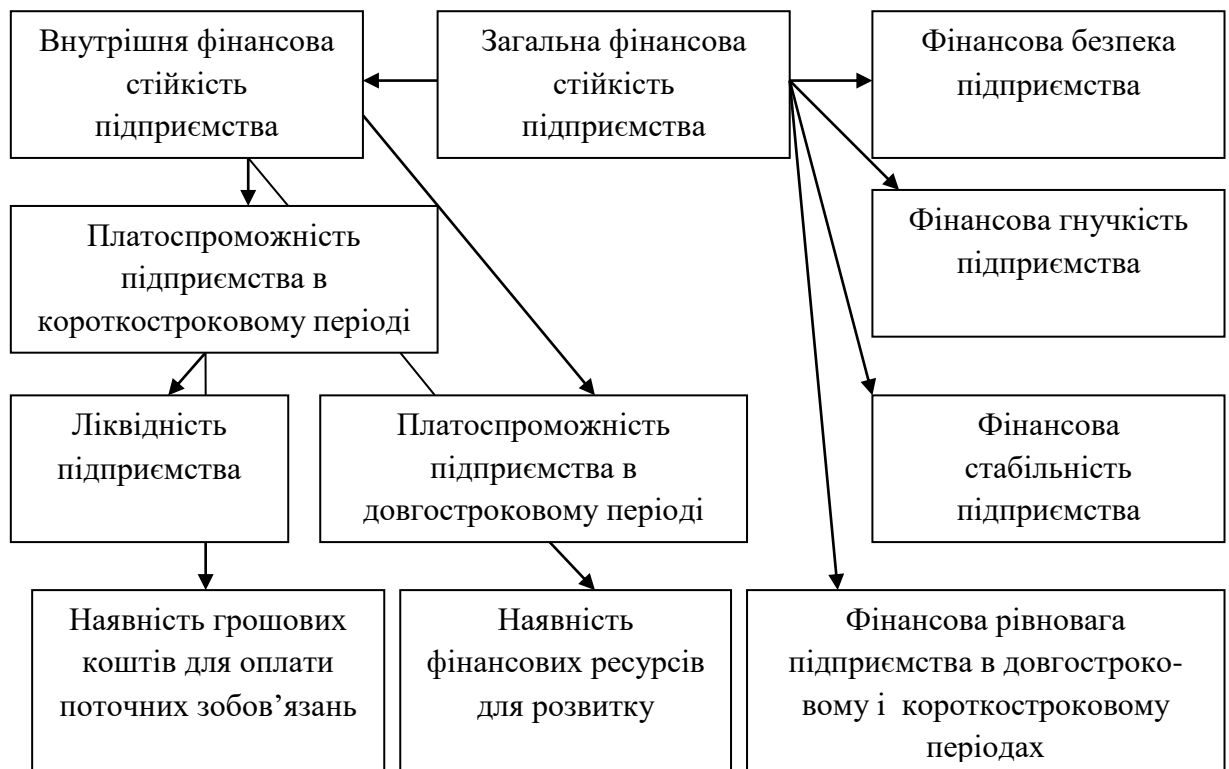 Внутрішня фінансова
стійкість
підприємства
Загальна фінансова
стійкість
підприємства
Фінансова безпека
підприємства
Фінансова гнучкість
підприємства
Платоспроможність
підприємства в
короткостроковому періоді
Ліквідність
підприємства
Платоспроможність
підприємства в
довгостроковому періоді
Фінансова
стабільність
підприємства
Наявність грошових
коштів для оплати
поточних зобов’язань
Наявність
фінансових ресурсів
для розвитку
Фінансова рівновага
підприємства в довгостроко-
вому і короткостроковому
періодах